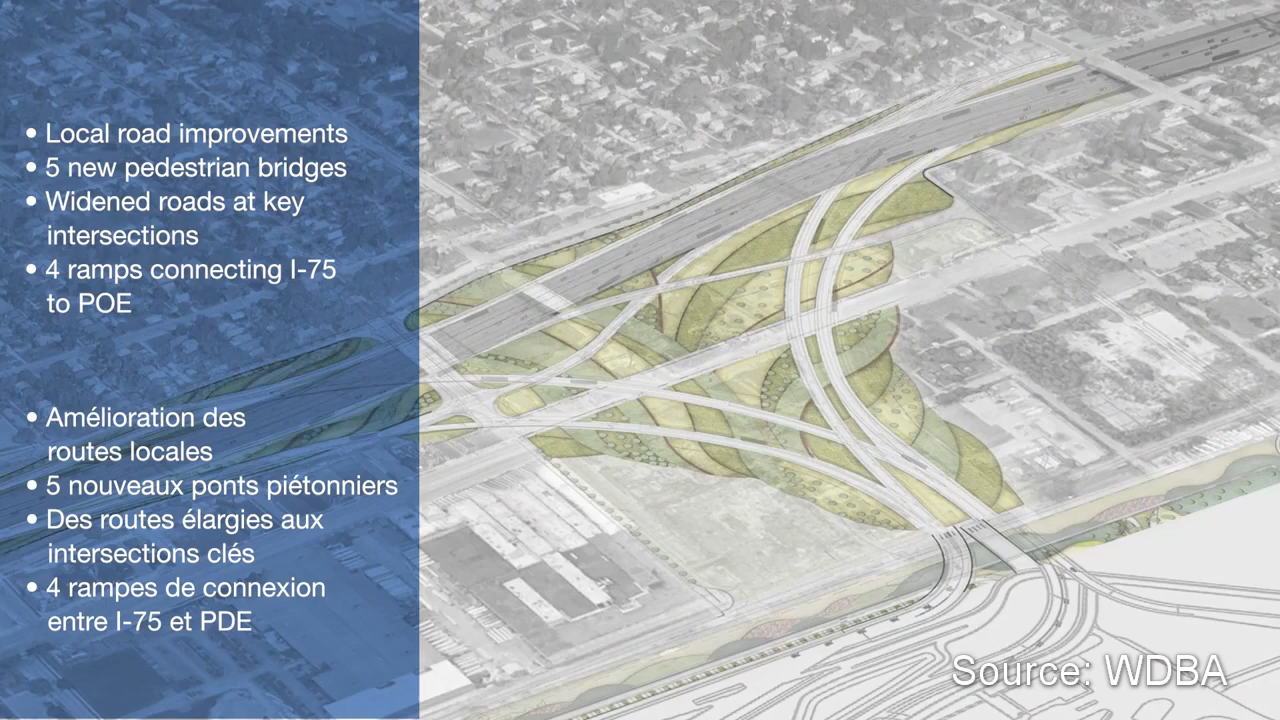 • Local road improvements
• 5 new pedestrian bridges
• Widened roads at key
intersections
• 4 ramps connecting I-75
to POE
• Amélioration des
routes locales
• 5 nouveaux ponts piétonniers
• Des routes élargies aux
intersections clés
• 4 rampes de connexion
entre I-75 et PDE
Source: WDBA